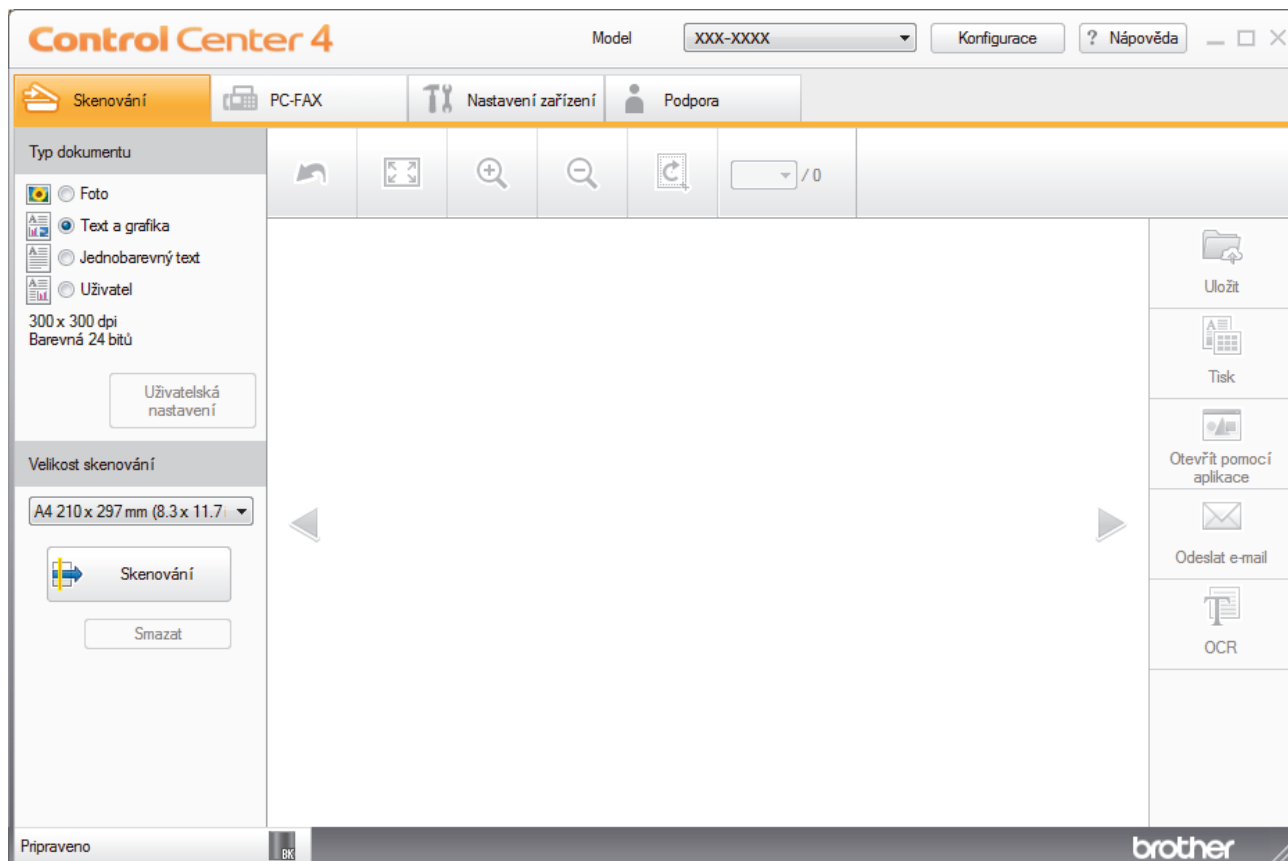 Control Center 4
Model
XXX-XXXX
Konfigurace
? Nápověda
Skenování
PC-FAX
Nastavení zařízení
Podpora
Typ dokumentu
Foto
Text a grafika
Jednobarevný text
Uživatel
300 x 300 dpi
Barevná 24 bitů
Uživatelská
nastavení
Velikost skenování
A4 210 x 297 mm (8.3 x 11.7
Skenování
Smazat
/ 0
Uložit
Tisk
Otevřít pomocí
aplikace
Odeslat e-mail
OCR
Pripraveno
BK
brother